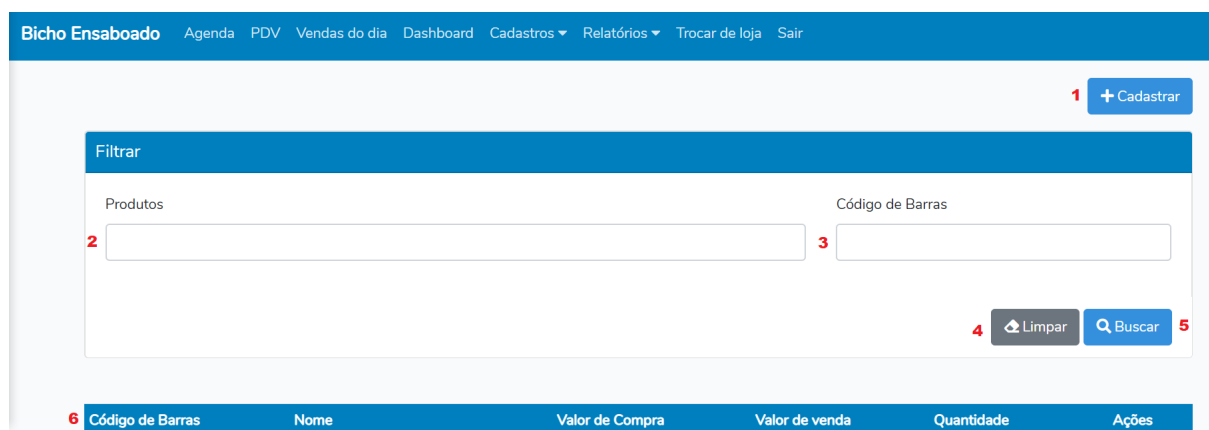 Bicho Ensaboado Agenda PDV Vendas do dia Dashboard Cadastros Relatórios Trocar de loja Sair
1 Cadastrar
Filtrar
Produtos Código de Barras
2 3
4 Limpar Buscar 5
6 Código de Barras Nome Valor de Compra Valor de venda Quantidade Ações